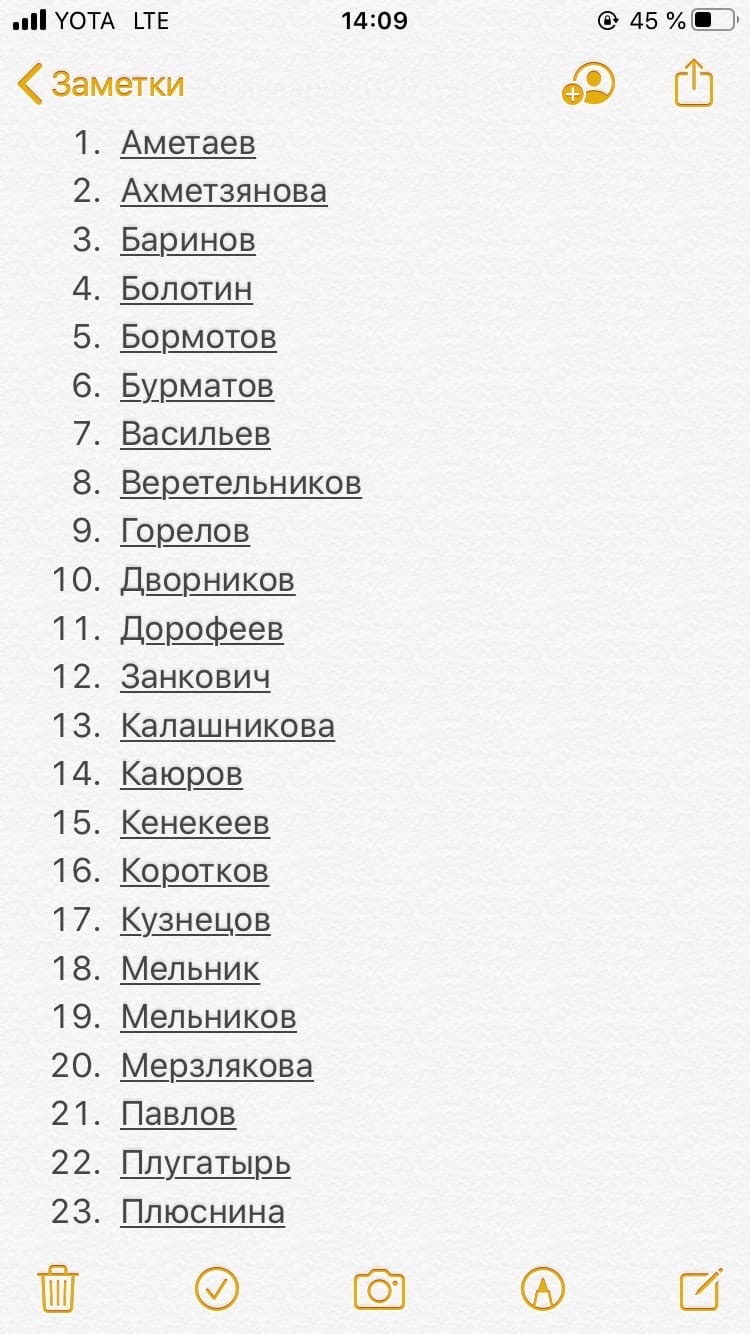 YOTA LTE 14:09 45 %
Заметки
1. Аметаев
2. Ахметзянова
3. Баринов
4. Болотин
5. Бормотов
6. Бурматов
7. Васильев
8. Веретельников
9. Горелов
10. Дворников
11. Дорофеев
12. Занкович
13. Калашникова
14. Каюров
15. Кенекеев
16. Коротков
17. Кузнецов
18. Мельник
19. Мельников
20. Мерзлякова
21. Павлов
22. Плугатырь
23. Плюснина